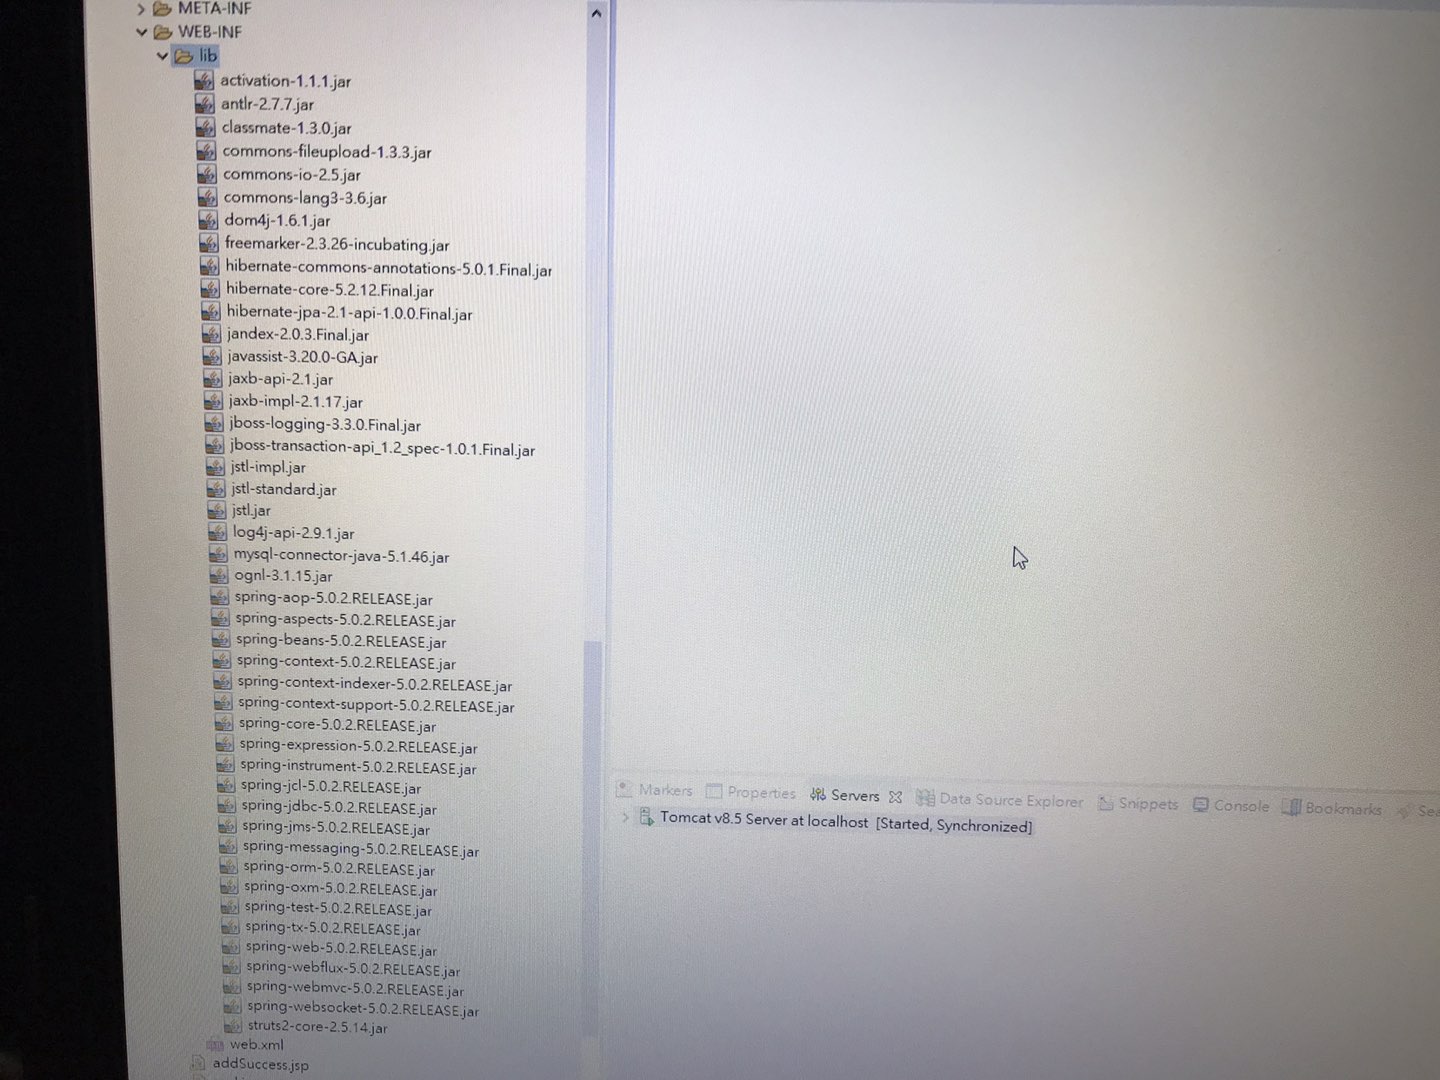 META-INF
WEB-INF
lib
activation-1.1.1.jar
antlr-2.7.7.jar
classmate-1.3.0.jar
commons-fileupload-1.3.3.jar
commons-io-2.5.jar
commons-lang3-3.6.jar
dom4j-1.6.1.jar
freemarker-2.3.26-incubating.jar
hibernate-commons-annotations-5.0.1.Final.jar
hibernate-core-5.2.12.Final.jar
hibernate-jpa-2.1-api-1.0.0.Final.jar
jandex-2.0.3.Final.jar
javassist-3.20.0-GA.jar
jaxb-api-2.1.jar
jaxb-impl-2.1.17.jar
jboss-logging-3.3.0.Final.jar
jboss-transaction-api_1.2_spec-1.0.1.Final.jar
jstl-impl.jar
jstl-standard.jar
jstl.jar
log4j-api-2.9.1.jar
mysql-connector-java-5.1.46.jar
ognl-3.1.15.jar
spring-aop-5.0.2.RELEASE.jar
spring-aspects-5.0.2.RELEASE.jar
spring-beans-5.0.2.RELEASE.jar
spring-context-5.0.2.RELEASE.jar
spring-context-indexer-5.0.2.RELEASE.jar
spring-context-support-5.0.2.RELEASE.jar
spring-core-5.0.2.RELEASE.jar
spring-expression-5.0.2.RELEASE.jar
spring-instrument-5.0.2.RELEASE.jar
spring-jcl-5.0.2.RELEASE.jar
spring-jdbc-5.0.2.RELEASE.jar
spring-jms-5.0.2.RELEASE.jar
spring-messaging-5.0.2.RELEASE.jar
spring-orm-5.0.2.RELEASE.jar
spring-oxm-5.0.2.RELEASE.jar
spring-test-5.0.2.RELEASE.jar
spring-tx-5.0.2.RELEASE.jar
spring-web-5.0.2.RELEASE.jar
spring-webflux-5.0.2.RELEASE.jar
spring-webmvc-5.0.2.RELEASE.jar
spring-websocket-5.0.2.RELEASE.jar
struts2-core-2.5.14.jar
web.xml
addSuccess.jsp
Markers Properties Servers Data Source Explorer Snippets Console Bookmarks
Tomcat v8.5 Server at localhost [Started, Synchronized]